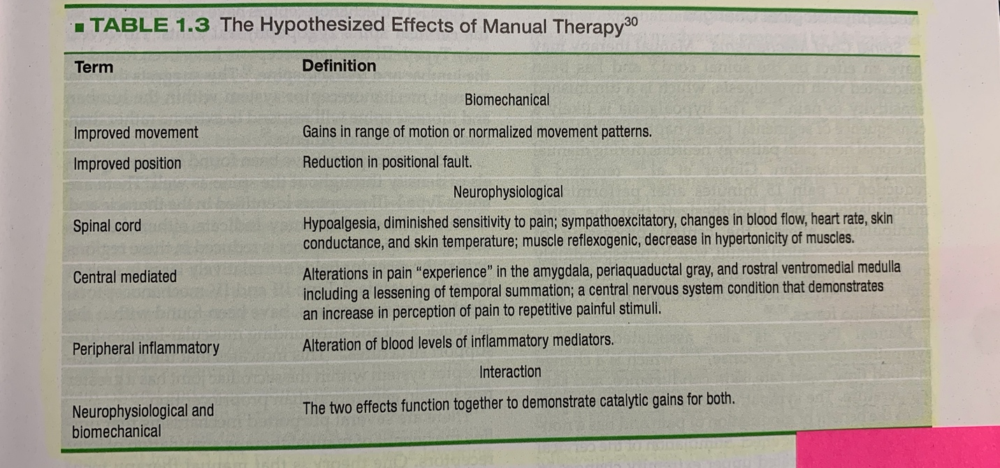 ■ TABLE 1.3 The Hypothesized Effects of Manual Therapy30
Term Definition
Biomechanical
Improved movement Gains in range of motion or normalized movement patterns.
Improved position Reduction in positional fault.
Neurophysiological
Spinal cord Hypoalgesia, diminished sensitivity to pain; sympathoexcitatory, changes in blood flow, heart rate, skin
conductance, and skin temperature; muscle reflexogenic, decrease in hypertonicity of muscles.
Central mediated Alterations in pain “experience” in the amygdala, periaquaductal gray, and rostral ventromedial medulla
including a lessening of temporal summation; a central nervous system condition that demonstrates
an increase in perception of pain to repetitive painful stimuli.
Peripheral inflammatory Alteration of blood levels of inflammatory mediators.
Interaction
Neurophysiological and The two effects function together to demonstrate catalytic gains for both.
biomechanical